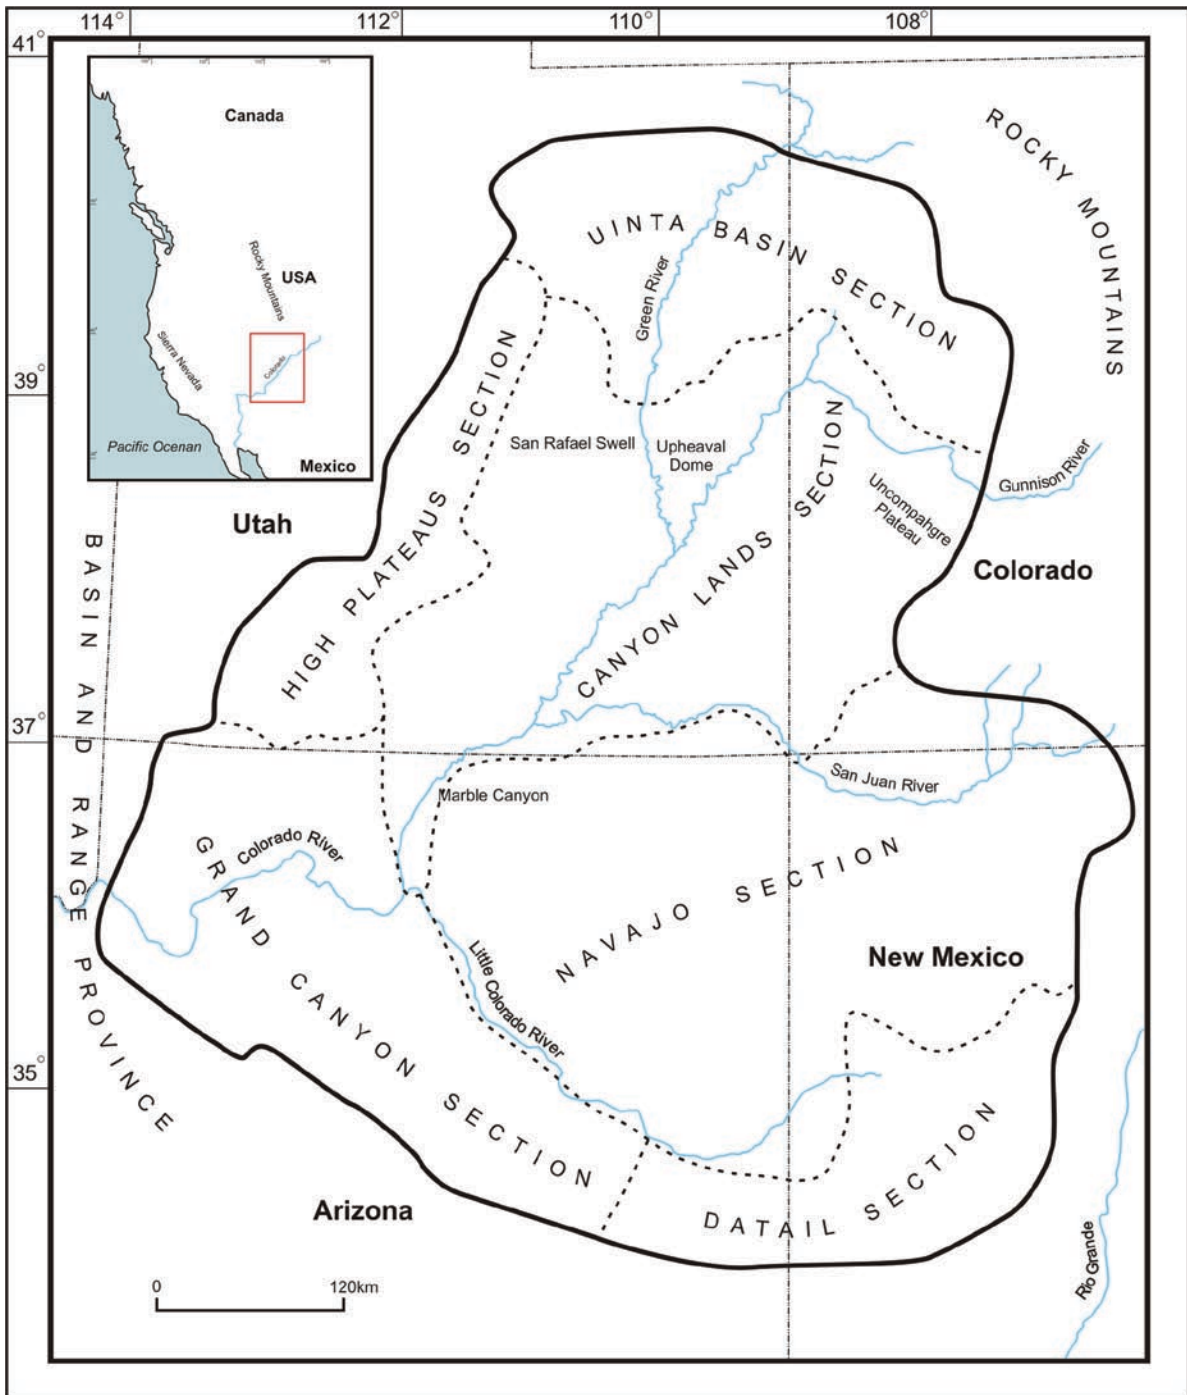 114°
112°
110°
108°
41°
39°
37°
35°
Canada
Rocky Mountains
USA
Sierra Nevada
Colorado
Pacific Ocenan
Mexico
ROCKY MOUNTAINS
UINTA BASIN SECTION
Green River
HIGH PLATEAUS SECTION
San Rafael Swell
Upheaval
Dome
CANYON LANDS SECTION
Uncompahgre
Plateau
Gunnison River
Utah
Colorado
BASIN AND RANGE PROVINCE
Marble Canyon
San Juan River
Colorado River
GRAND CANYON SECTION
NAVAJO SECTION
Little Colorado River
New Mexico
DATAIL SECTION
Arizona
Rio Grande
0
120km